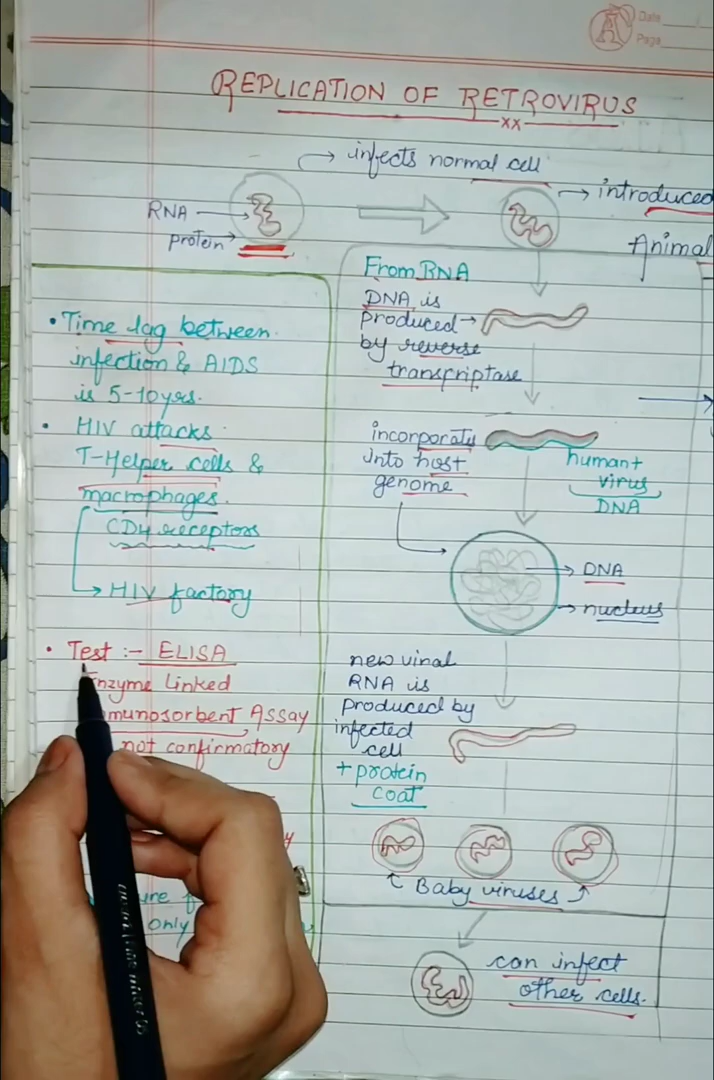 Date
Page
REPLICATION OF RETROVIRUS
xx
infects normal cell
introduced
RNA
protein
Animal
From RNA
DNA is
produced
by reverse
transcriptase
• Time lag between
infection & AIDS
is 5-10yrs.
• HIV attacks
T-Helper cells &
macrophages.
CD4 receptors
HIV factory
incorporate
into host
genome
human+
virus
DNA
DNA
nucleus
• Test :- ELISA
Enzyme Linked
munosorbent Assay
not confirmatory
only
new viral
RNA is
produced by
infected
cell
+ protein
coat
Baby viruses
can infect
other cells.